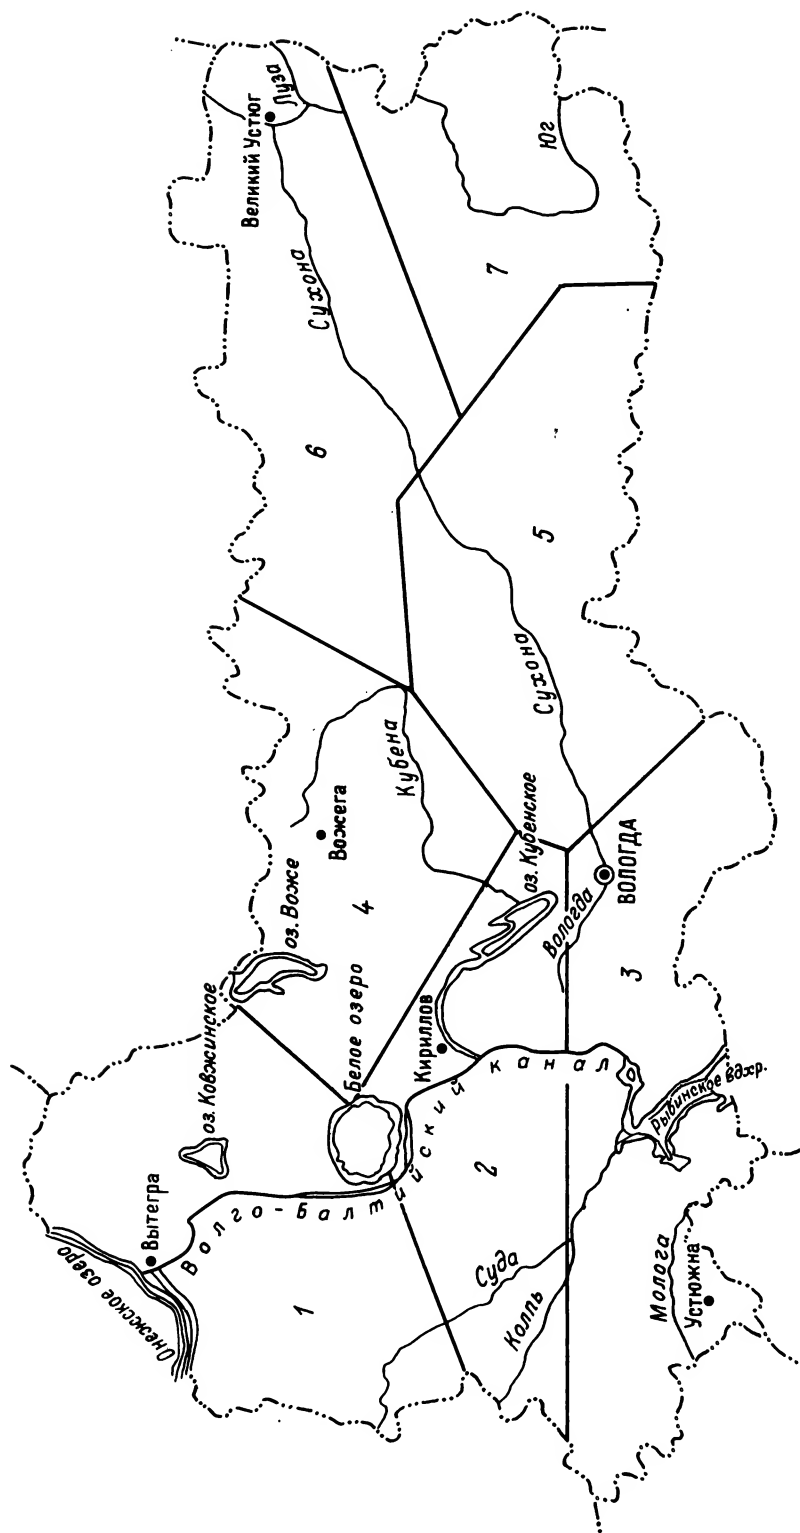 Онежское озеро
Вытегра
оз. Ковжинское
оз. Воже
Вожега
4
1
Волго-Балтийский канал
Белое озеро
Кириллов
Кубена
оз. Кубенское
Вологда
ВОЛОГДА
Суда
Колпь
2
3
Молога
Устюжна
Рыбинское вдхр.
Сухона
5
6
Сухона
Великий Устюг
Луза
7
Юг